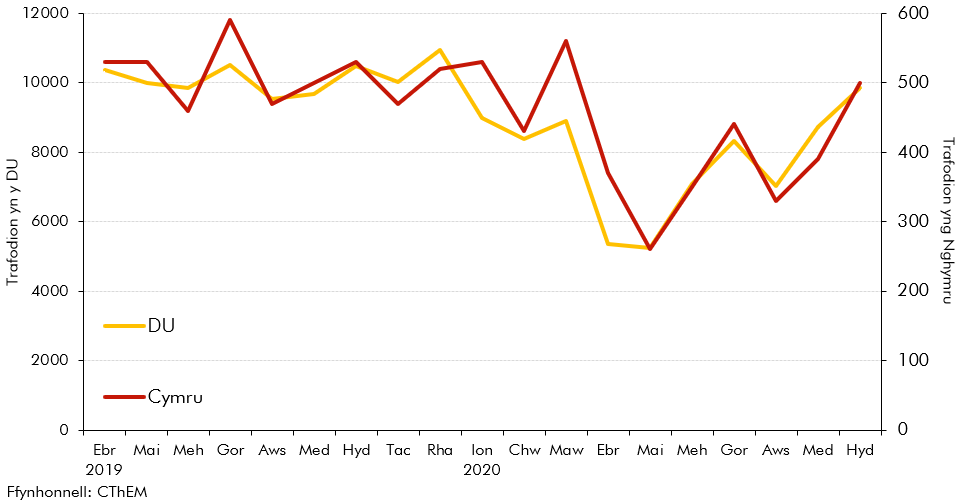 12000
10000
8000
6000
4000
2000
0
Trafodion yn y DU
600
500
400
300
200
100
0
Trafodion yng Nghymru
DU
Cymru
Ebr Mai Meh Gor Aws Med Hyd Tac Rha Ion Chw Maw Ebr Mai Meh Gor Aws Med Hyd
2019 2020
Ffynhonnell: CThEM